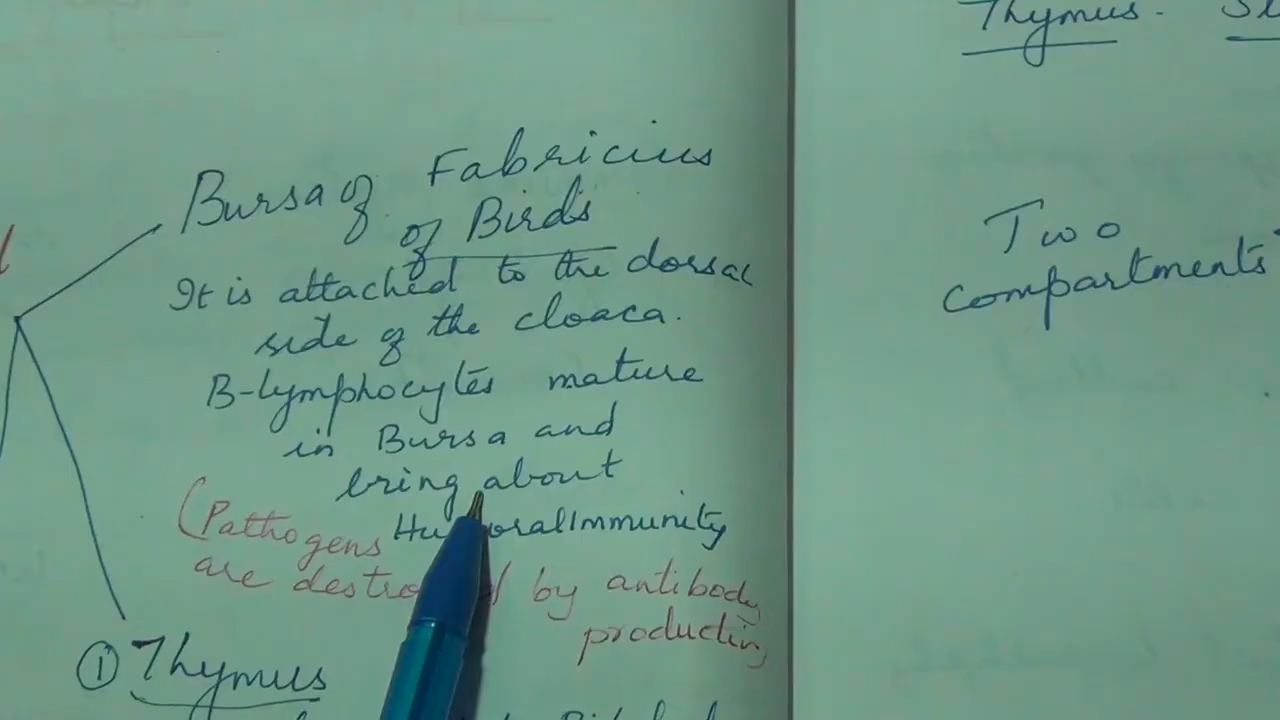 Bursa of Fabricius
of Birds
It is attached to the dorsal
side of the cloaca.
B-lymphocytes mature
in Bursa and
bring about
Immunity
(Pathogens
are by antibody
① Thymus
Thymus.
Two
compartments